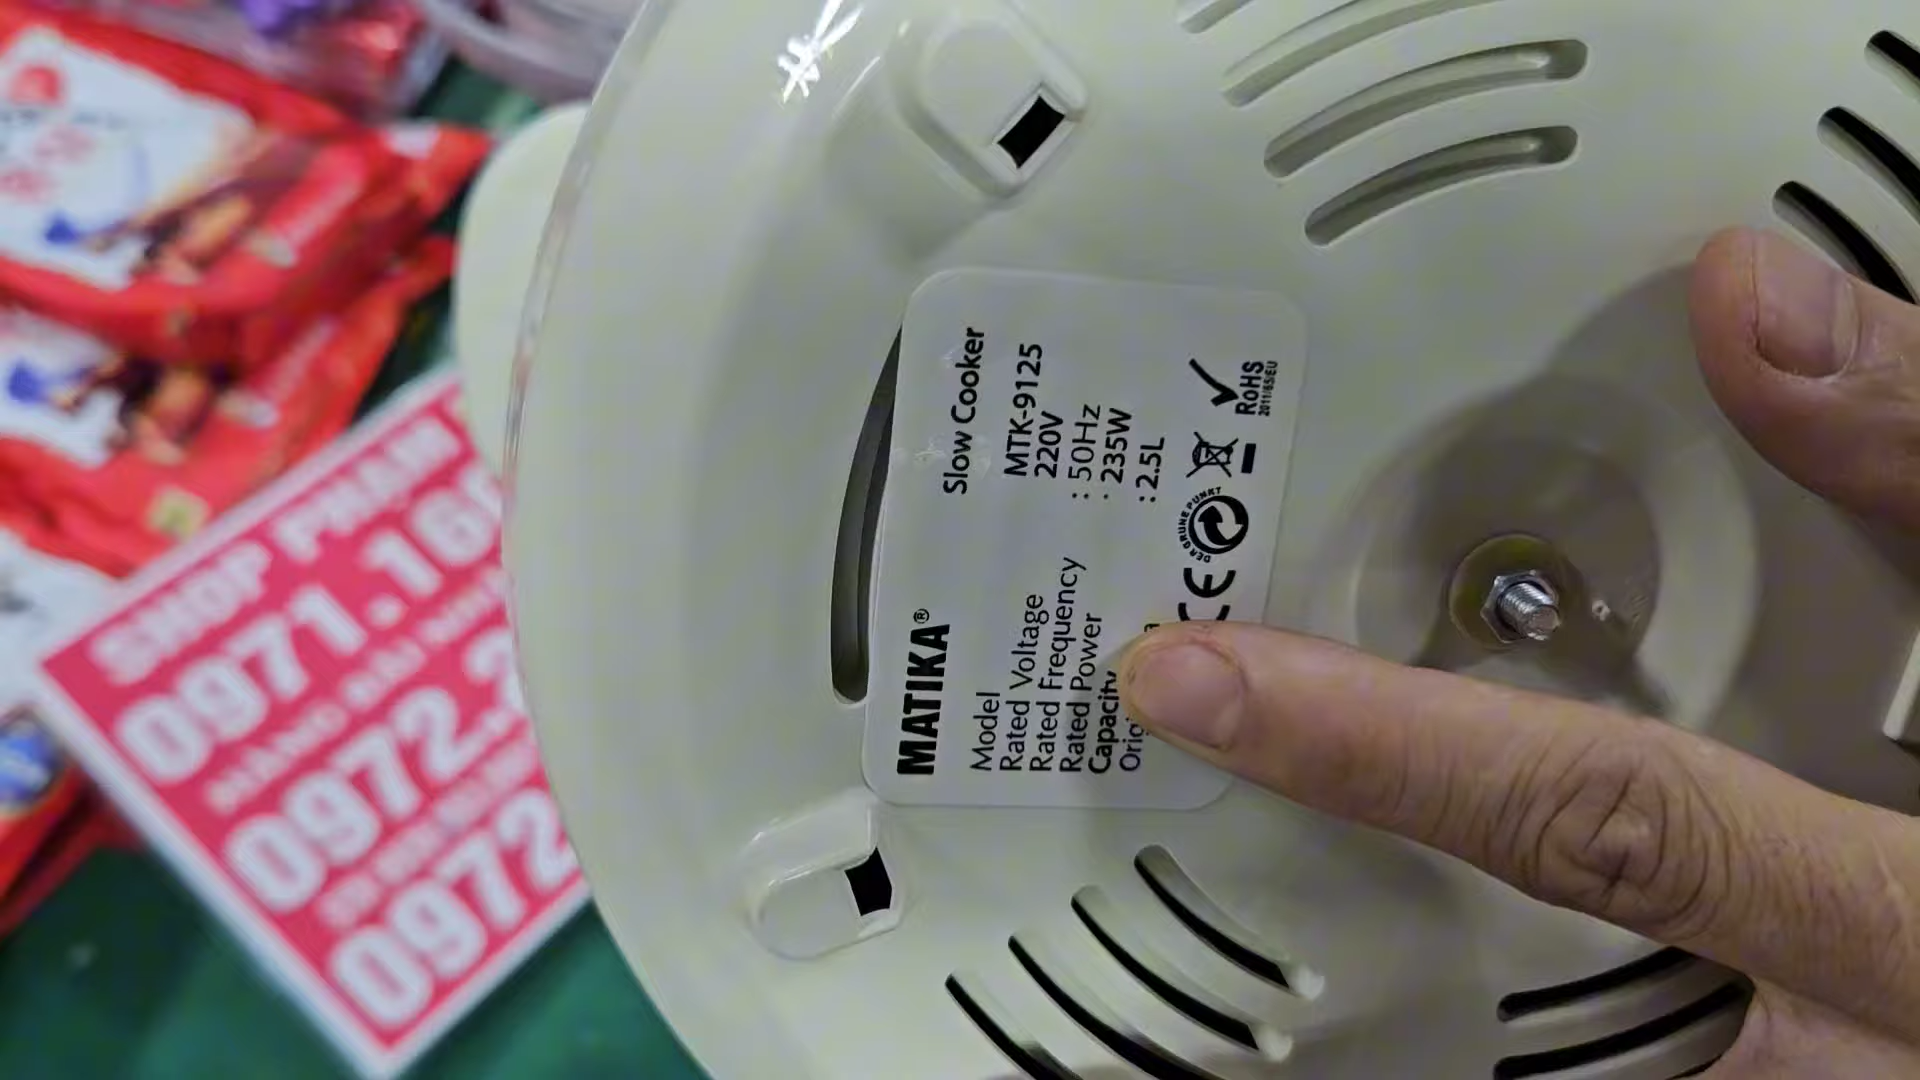 MATIKA®
Slow Cooker
Model MTK-9125
Rated Voltage 220V
Rated Frequency : 50Hz
Rated Power : 235W
Capacity : 2.5L
CE
DER GRÜNE PUNKT
RoHS
2011/65/EU
SHOP PHAM
0971.16
0972.
0972